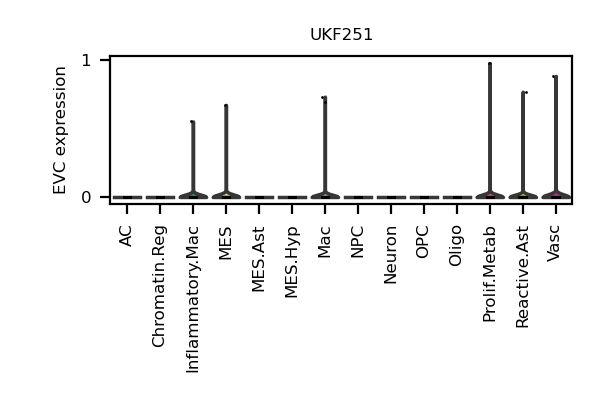 UKF251
EVC expression
1
0
AC
Chromatin.Reg
Inflammatory.Mac
MES
MES.Ast
MES.Hyp
Mac
NPC
Neuron
OPC
Oligo
Prolif.Metab
Reactive.Ast
Vasc